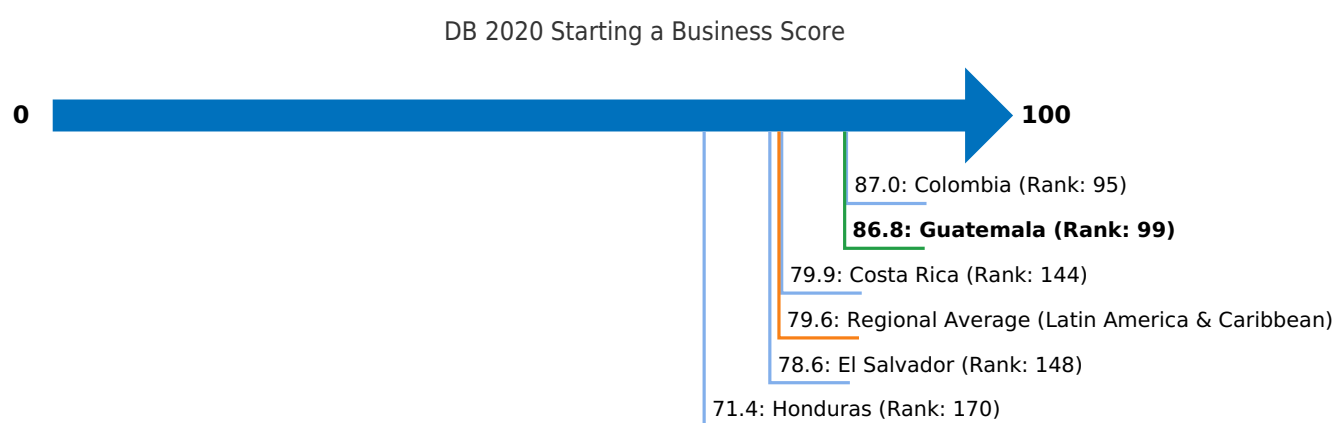 DB 2020 Starting a Business Score
0
100
87.0: Colombia (Rank: 95)
86.8: Guatemala (Rank: 99)
79.9: Costa Rica (Rank: 144)
79.6: Regional Average (Latin America & Caribbean)
78.6: El Salvador (Rank: 148)
71.4: Honduras (Rank: 170)